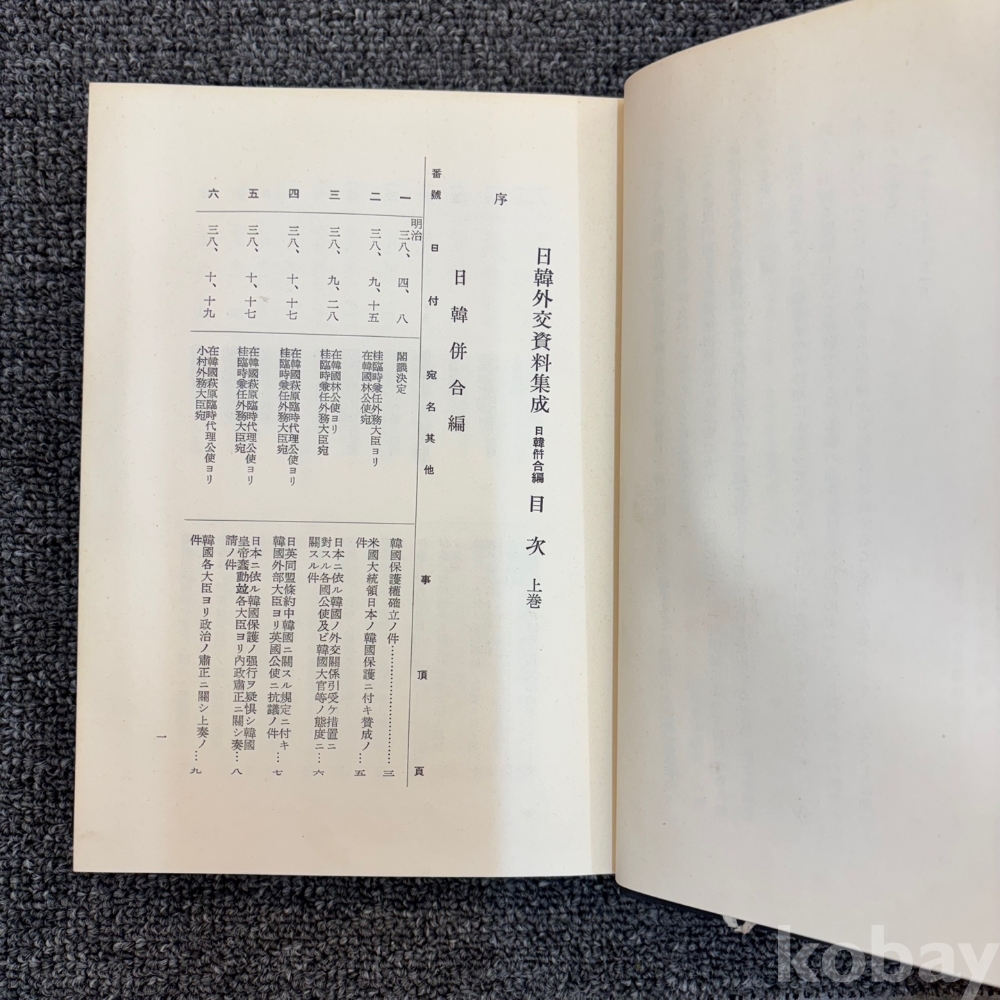 日韓外交資料集成 日韓併合編 目次 上巻
序
日韓併合編
番號 日付 宛名其他 事項 頁
一 明治三八、四、八 閣議決定 韓國保護權確立ノ件…………………三
二 三八、九、十五 桂臨時兼任外務大臣ヨリ
在韓國林公使宛
米國大統領日本ノ韓國保護ニ付キ賛成ノ
件……五
三 三八、九、二八 在韓國林公使ヨリ
桂臨時兼任外務大臣宛
日本ニ依ル韓國ノ外交關係引受ケ措置ニ
對スル各國公使及ビ韓國大官等ノ態度ニ
關スル件……六
四 三八、十、十七 在韓國萩原臨時代理公使ヨリ
桂臨時兼任外務大臣宛
日英同盟條約中韓國ニ關スル規定ニ付キ
韓國外部大臣ヨリ英國公使ニ抗議ノ件…七
五 三八、十、十七 在韓國萩原臨時代理公使ヨリ
桂臨時兼任外務大臣宛
日本ニ依ル韓國保護ノ强行ヲ疑惧シ韓國
皇帝蠢動竝各大臣ヨリ內政肅正ニ關シ奏
請ノ件……八
六 三八、十、十九 在韓國萩原臨時代理公使ヨリ
小村外務大臣宛
韓國各大臣ヨリ政治ノ肅正ニ關シ上奏ノ
件……九
一
kobay